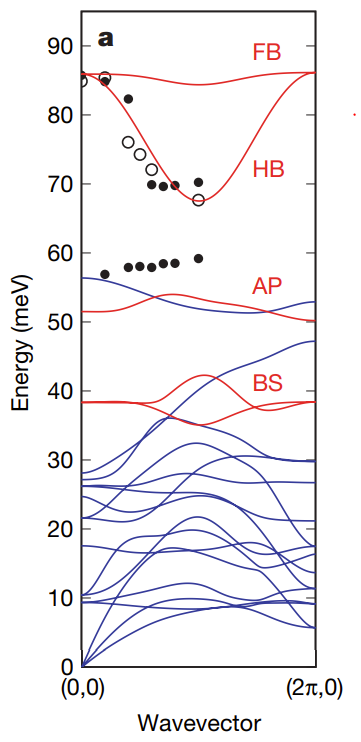 a
FB
HB
AP
BS
90
80
70
60
50
40
30
20
10
0
Energy (meV)
(0,0)
(2π,0)
Wavevector